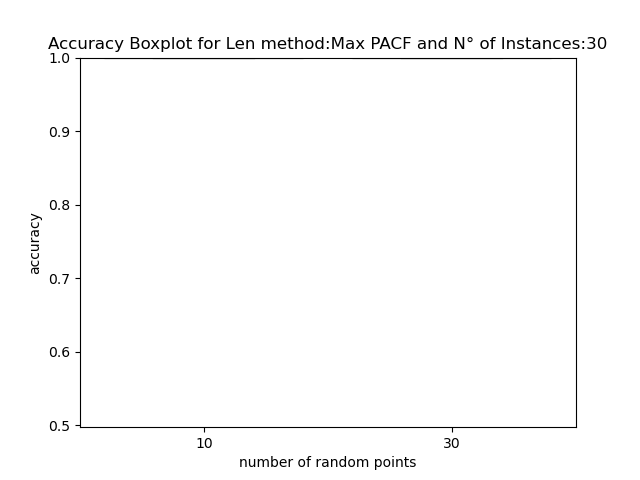 Accuracy Boxplot for Len method:Max PACF and N° of Instances:30
1.0
0.9
0.8
0.7
0.6
0.5
accuracy
10 30
number of random points